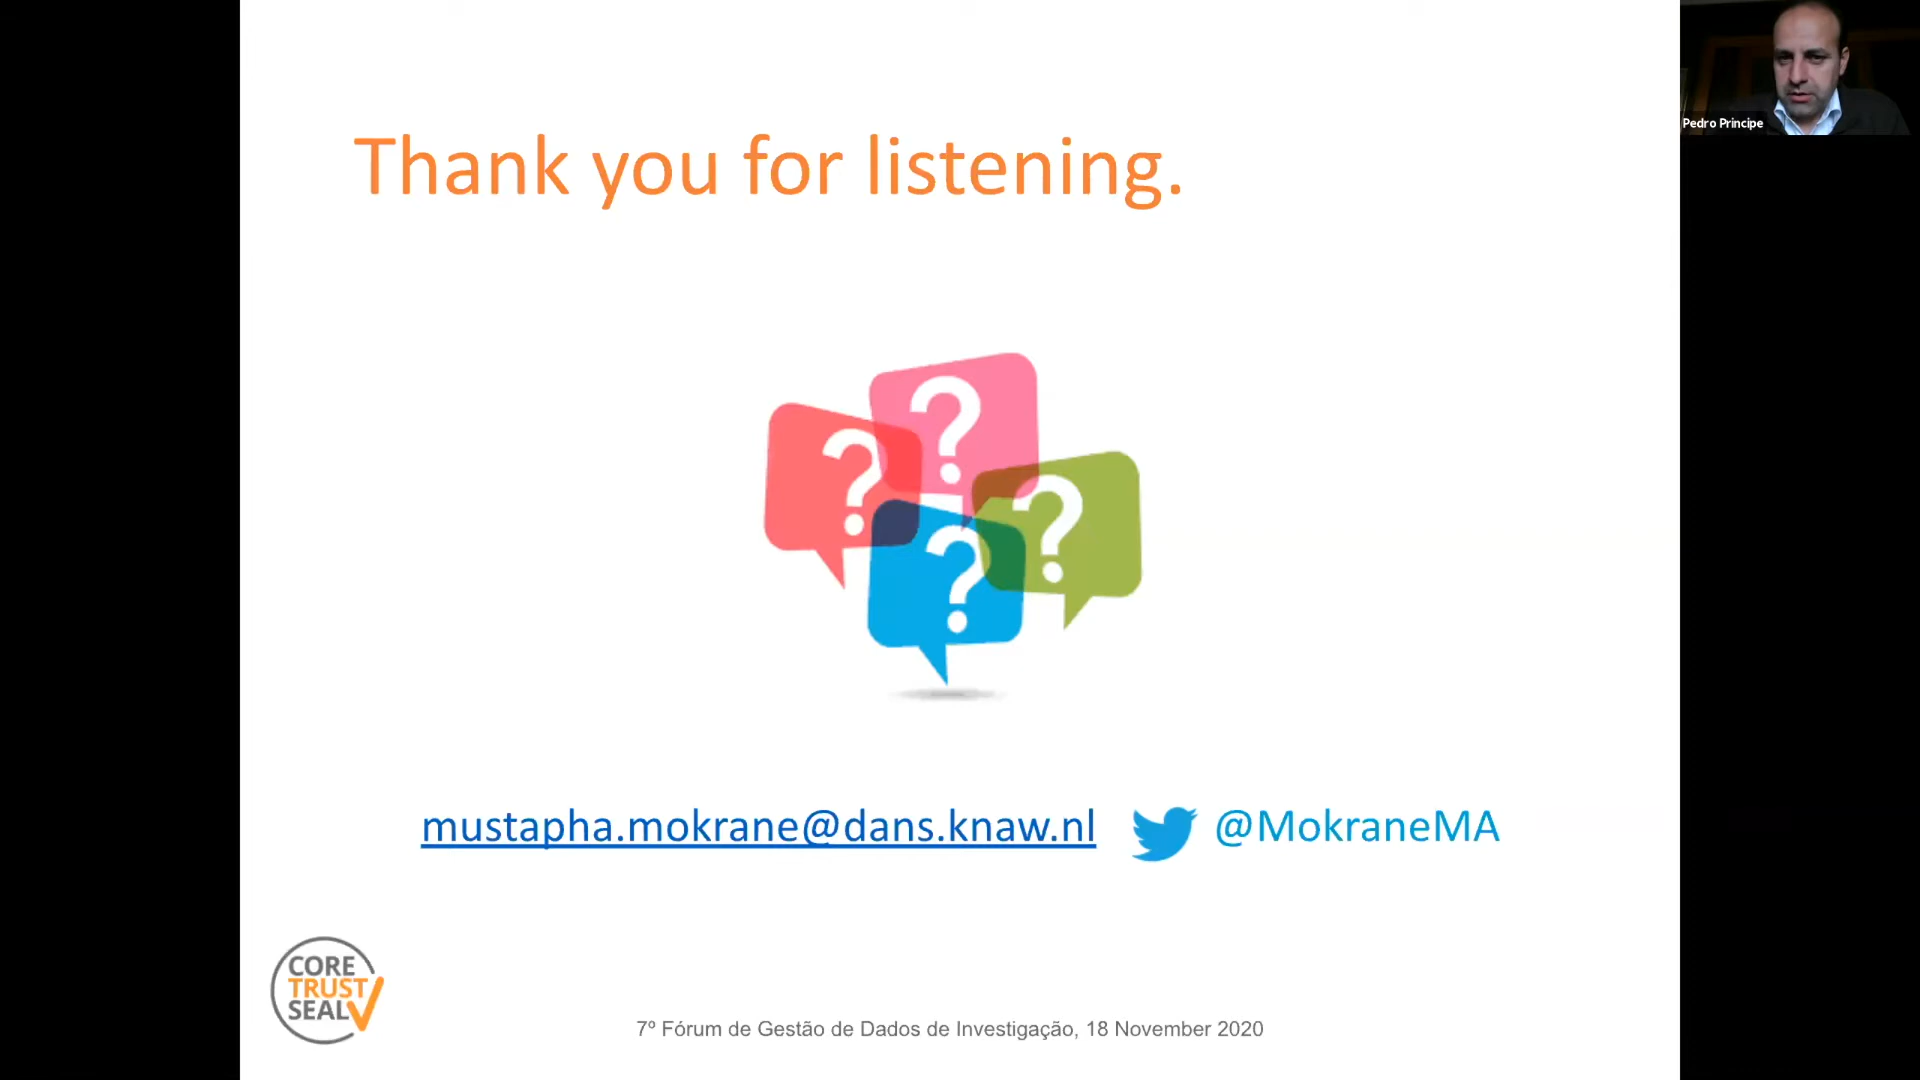 Pedro Principe
Thank you for listening.
?
?
?
?
mustapha.mokrane@dans.knaw.nl @MokraneMA
CORE
TRUST
SEAL
7º Fórum de Gestão de Dados de Investigação, 18 November 2020